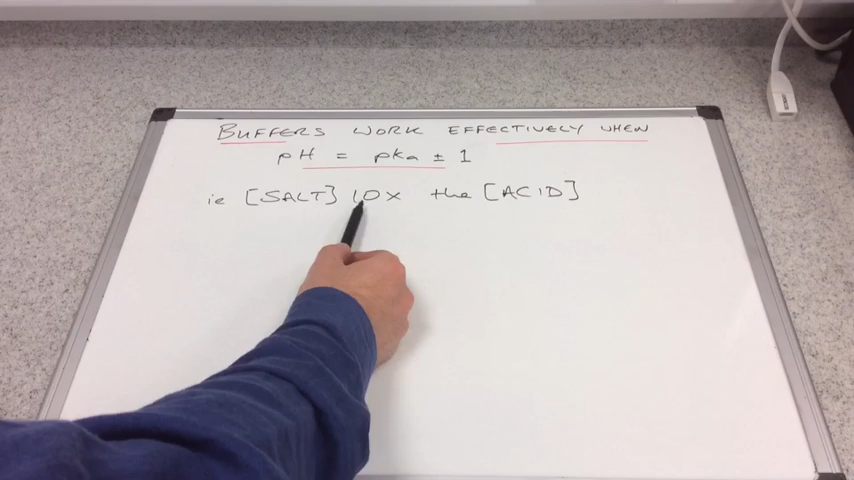 BUFFERS WORK EFFECTIVELY WHEN
pH = pka ± 1
ie [SALT] 10x the [ACID]